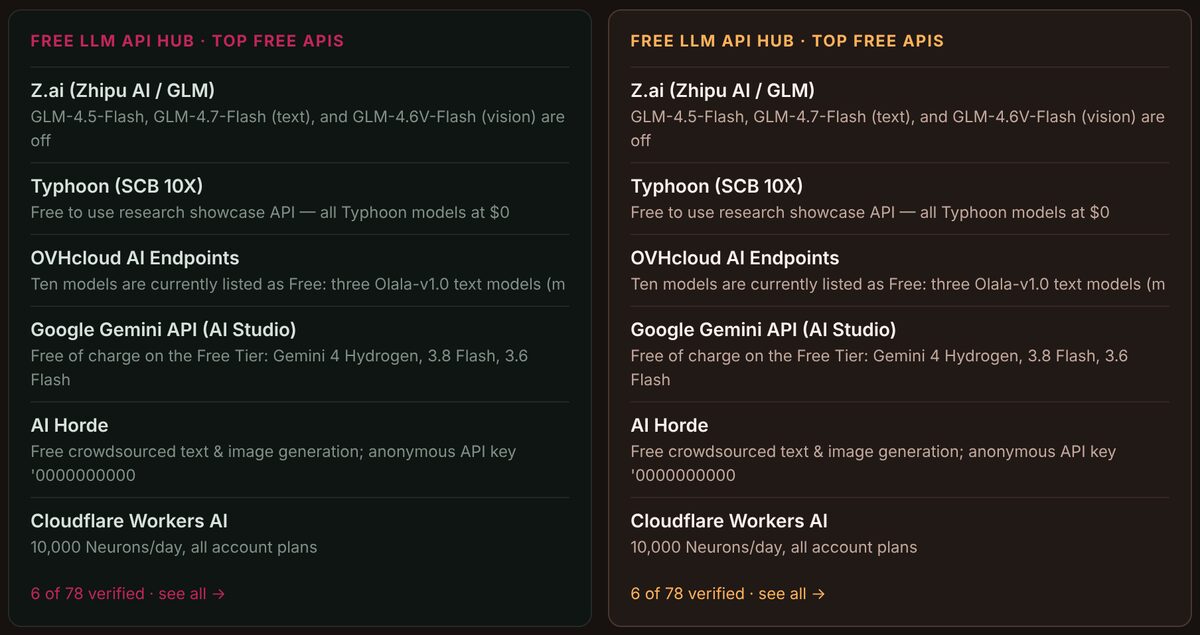 FREE LLM API HUB · TOP FREE APIS
Z.ai (Zhipu AI / GLM)
GLM-4.5-Flash, GLM-4.7-Flash (text), and GLM-4.6V-Flash (vision) are
off
Typhoon (SCB 10X)
Free to use research showcase API — all Typhoon models at $0
OVHcloud AI Endpoints
Ten models are currently listed as Free: three Olala-v1.0 text models (m
Google Gemini API (AI Studio)
Free of charge on the Free Tier: Gemini 4 Hydrogen, 3.8 Flash, 3.6
Flash
AI Horde
Free crowdsourced text & image generation; anonymous API key
'0000000000
Cloudflare Workers AI
10,000 Neurons/day, all account plans
6 of 78 verified · see all →
FREE LLM API HUB · TOP FREE APIS
Z.ai (Zhipu AI / GLM)
GLM-4.5-Flash, GLM-4.7-Flash (text), and GLM-4.6V-Flash (vision) are
off
Typhoon (SCB 10X)
Free to use research showcase API — all Typhoon models at $0
OVHcloud AI Endpoints
Ten models are currently listed as Free: three Olala-v1.0 text models (m
Google Gemini API (AI Studio)
Free of charge on the Free Tier: Gemini 4 Hydrogen, 3.8 Flash, 3.6
Flash
AI Horde
Free crowdsourced text & image generation; anonymous API key
'0000000000
Cloudflare Workers AI
10,000 Neurons/day, all account plans
6 of 78 verified · see all →